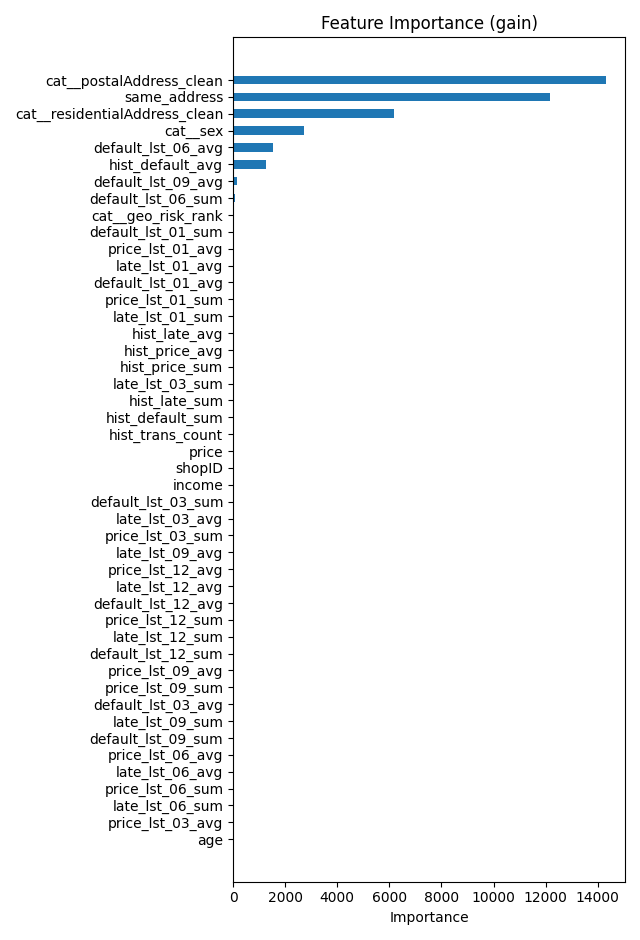 Feature Importance (gain)
cat__postalAddress_clean
same_address
cat__residentialAddress_clean
cat__sex
default_lst_06_avg
hist_default_avg
default_lst_09_avg
default_lst_06_sum
cat__geo_risk_rank
default_lst_01_sum
price_lst_01_avg
late_lst_01_avg
default_lst_01_avg
price_lst_01_sum
late_lst_01_sum
hist_late_avg
hist_price_avg
hist_price_sum
late_lst_03_sum
hist_late_sum
hist_default_sum
hist_trans_count
price
shopID
income
default_lst_03_sum
late_lst_03_avg
price_lst_03_sum
late_lst_09_avg
price_lst_12_avg
late_lst_12_avg
default_lst_12_avg
price_lst_12_sum
late_lst_12_sum
default_lst_12_sum
price_lst_09_avg
price_lst_09_sum
default_lst_03_avg
late_lst_09_sum
default_lst_09_sum
price_lst_06_avg
late_lst_06_avg
price_lst_06_sum
late_lst_06_sum
price_lst_03_avg
age
0 2000 4000 6000 8000 10000 12000 14000
Importance